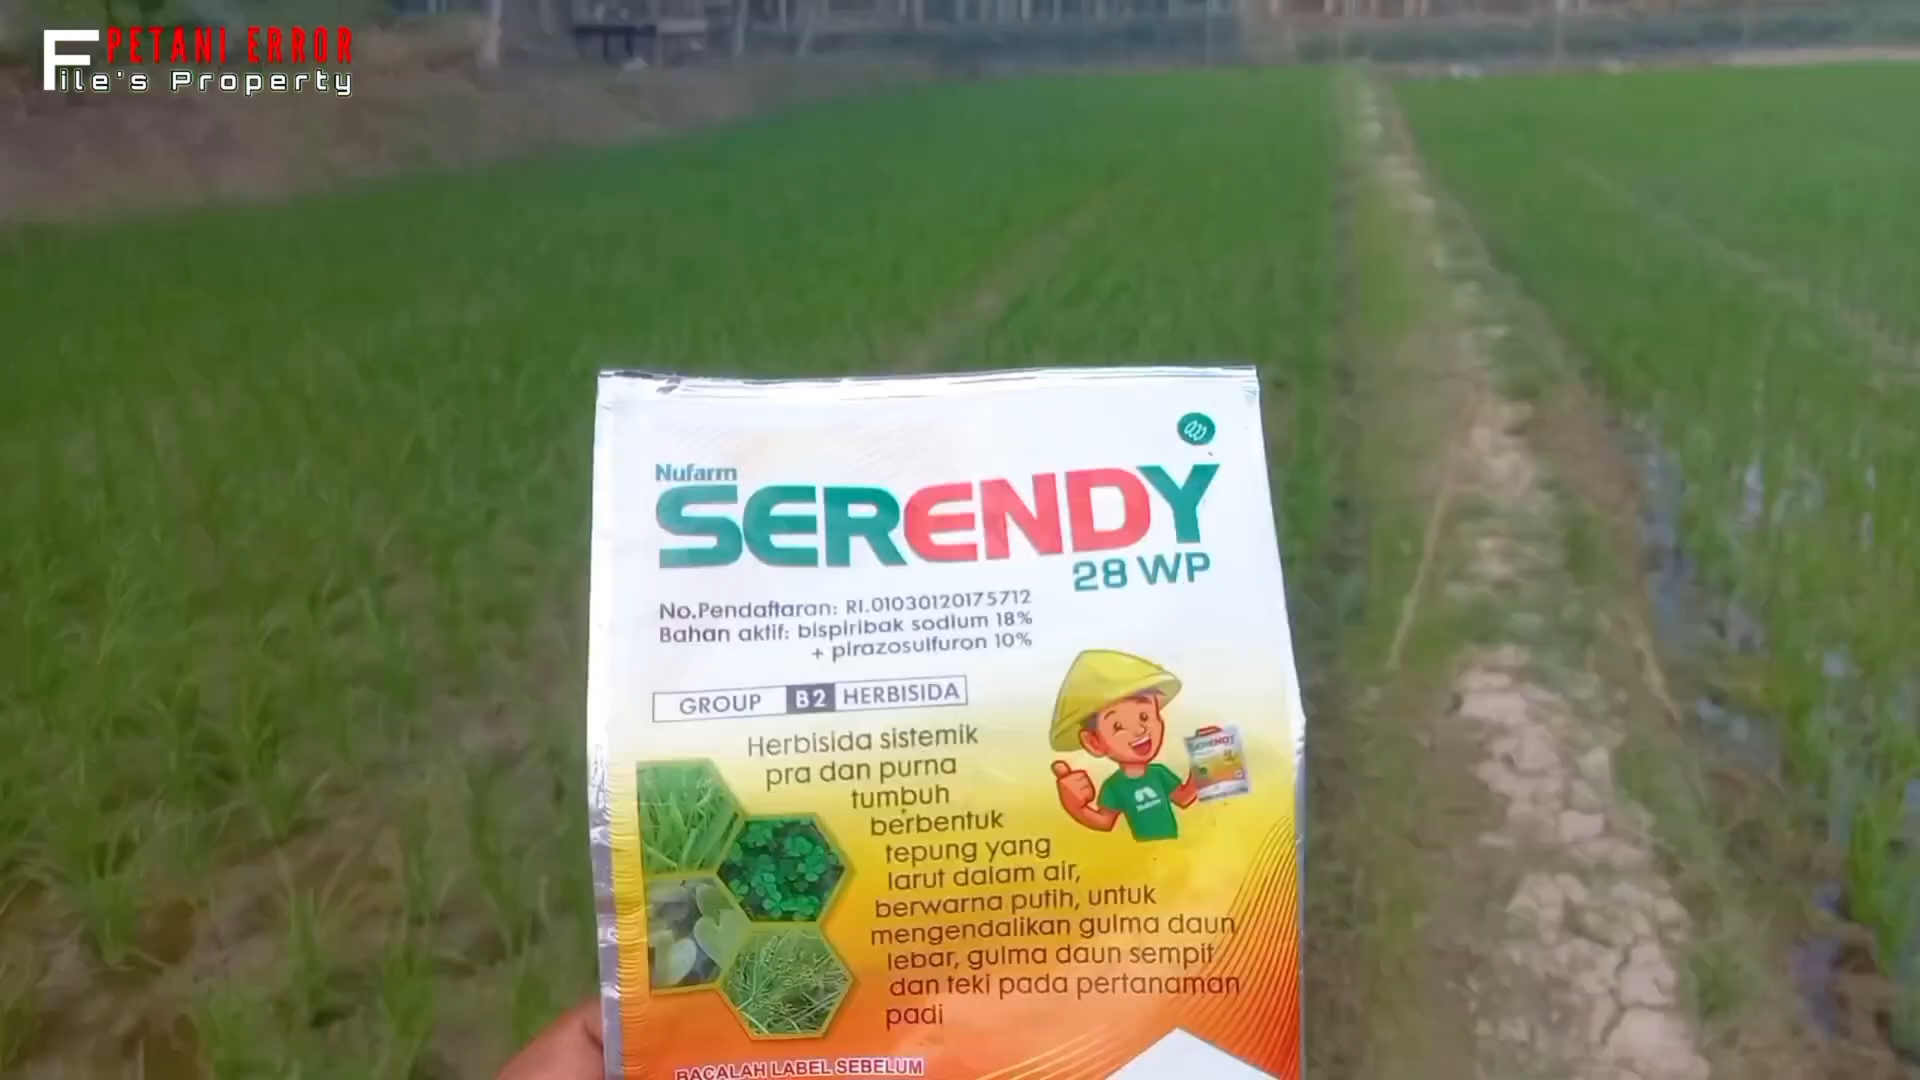 PETANI ERROR
File's Property
Nufarm
SERENDY
28 WP
No.Pendaftaran: RI.01030120175712
Bahan aktif: bispiribak sodium 18%
+ pirazosulfuron 10%
GROUP B2 HERBISIDA
Herbisida sistemik
pra dan purna
tumbuh
berbentuk
tepung yang
larut dalam air,
berwarna putih, untuk
mengendalikan gulma daun
lebar, gulma daun sempit
dan teki pada pertanaman
padi
SERENDY
BACALAH LABEL SEBELUM